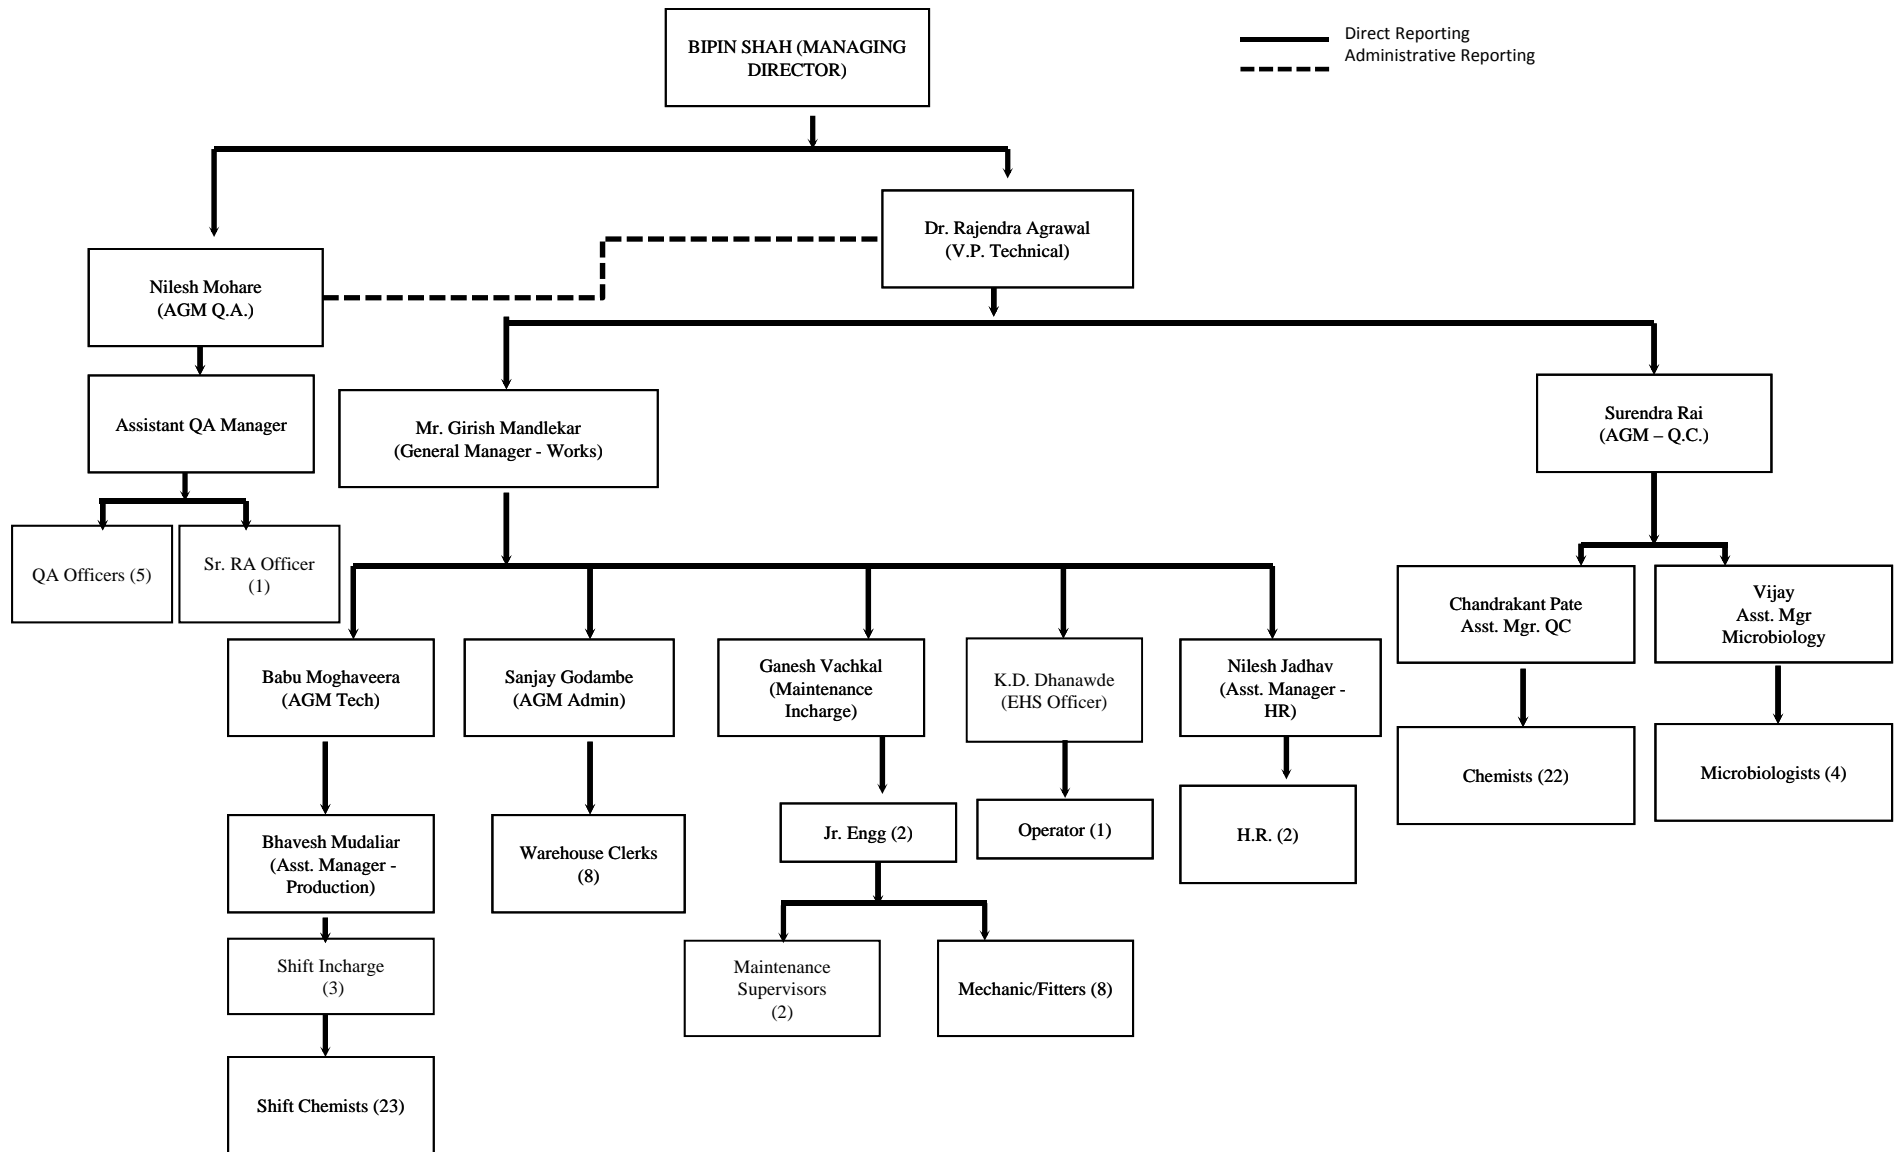 BIPIN SHAH (MANAGING
DIRECTOR)
Direct Reporting
Administrative Reporting
Dr. Rajendra Agrawal
(V.P. Technical)
Nilesh Mohare
(AGM Q.A.)
Assistant QA Manager
Mr. Girish Mandlekar
(General Manager - Works)
Surendra Rai
(AGM – Q.C.)
QA Officers (5)
Sr. RA Officer
(1)
Chandrakant Pate
Asst. Mgr. QC
Vijay
Asst. Mgr
Microbiology
Babu Moghaveera
(AGM Tech)
Sanjay Godambe
(AGM Admin)
Ganesh Vachkal
(Maintenance
Incharge)
K.D. Dhanawde
(EHS Officer)
Nilesh Jadhav
(Asst. Manager -
HR)
Chemists (22)
Microbiologists (4)
Bhavesh Mudaliar
(Asst. Manager -
Production)
Warehouse Clerks
(8)
Jr. Engg (2)
Operator (1)
H.R. (2)
Shift Incharge
(3)
Maintenance
Supervisors
(2)
Mechanic/Fitters (8)
Shift Chemists (23)